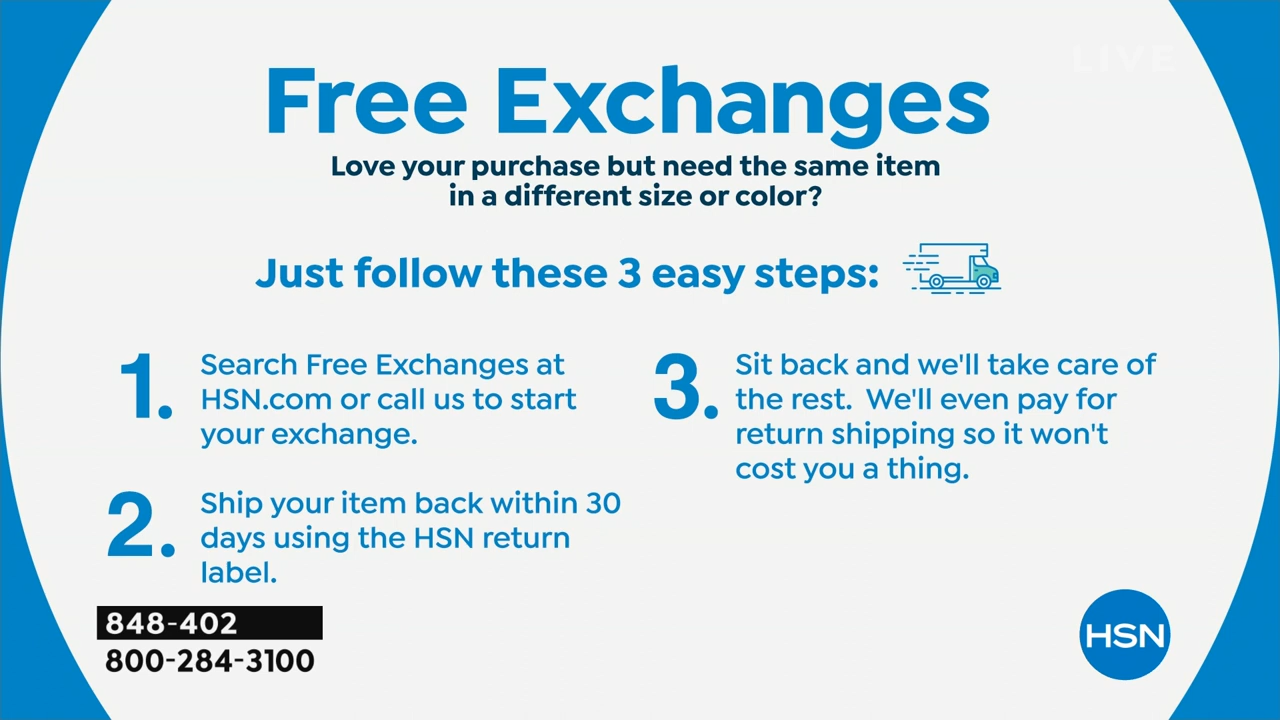 LIVE
Free Exchanges
Love your purchase but need the same item
in a different size or color?
Just follow these 3 easy steps:
1. Search Free Exchanges at
HSN.com or call us to start
your exchange.
2. Ship your item back within 30
days using the HSN return
label.
3. Sit back and we'll take care of
the rest.  We'll even pay for
return shipping so it won't
cost you a thing.
848-402
800-284-3100
HSN